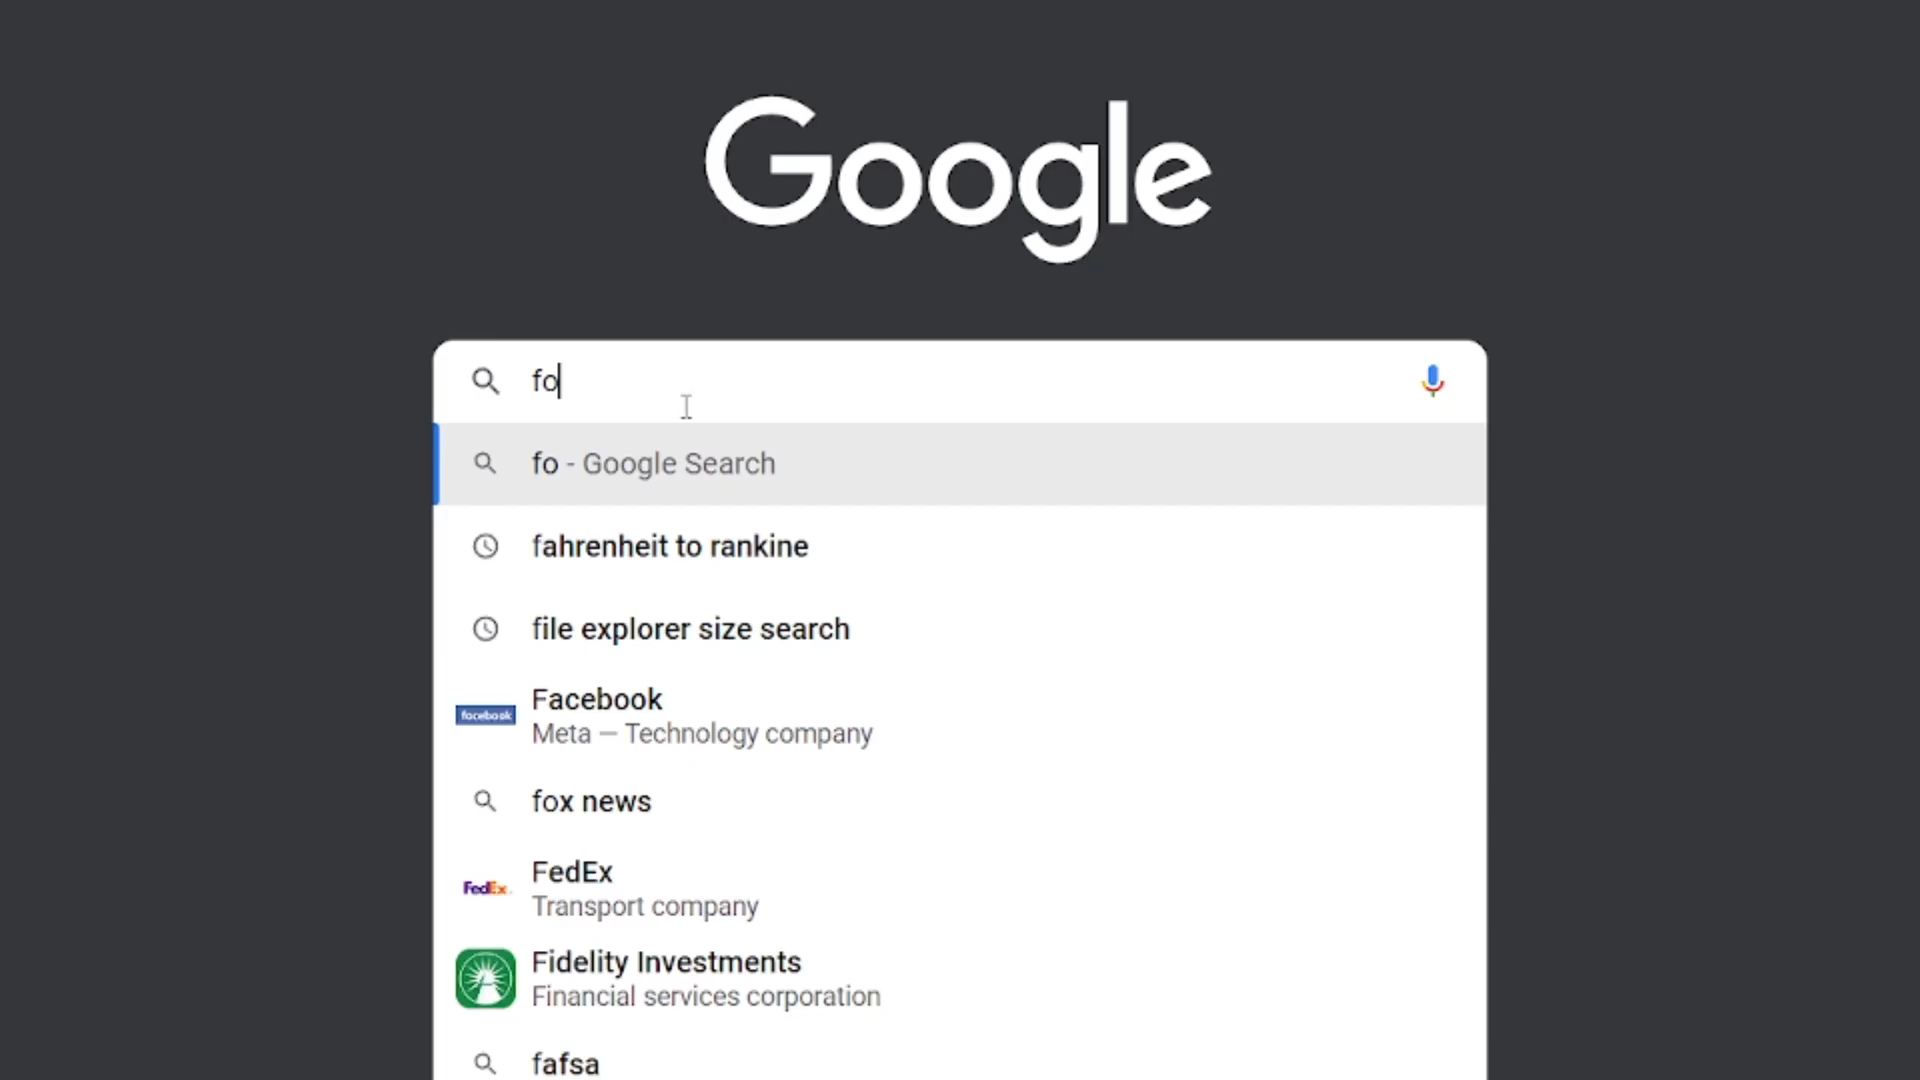 Google
fo
fo - Google Search
fahrenheit to rankine
file explorer size search
facebook
Facebook
Meta — Technology company
fox news
FedEx
FedEx
Transport company
Fidelity Investments
Financial services corporation
fafsa